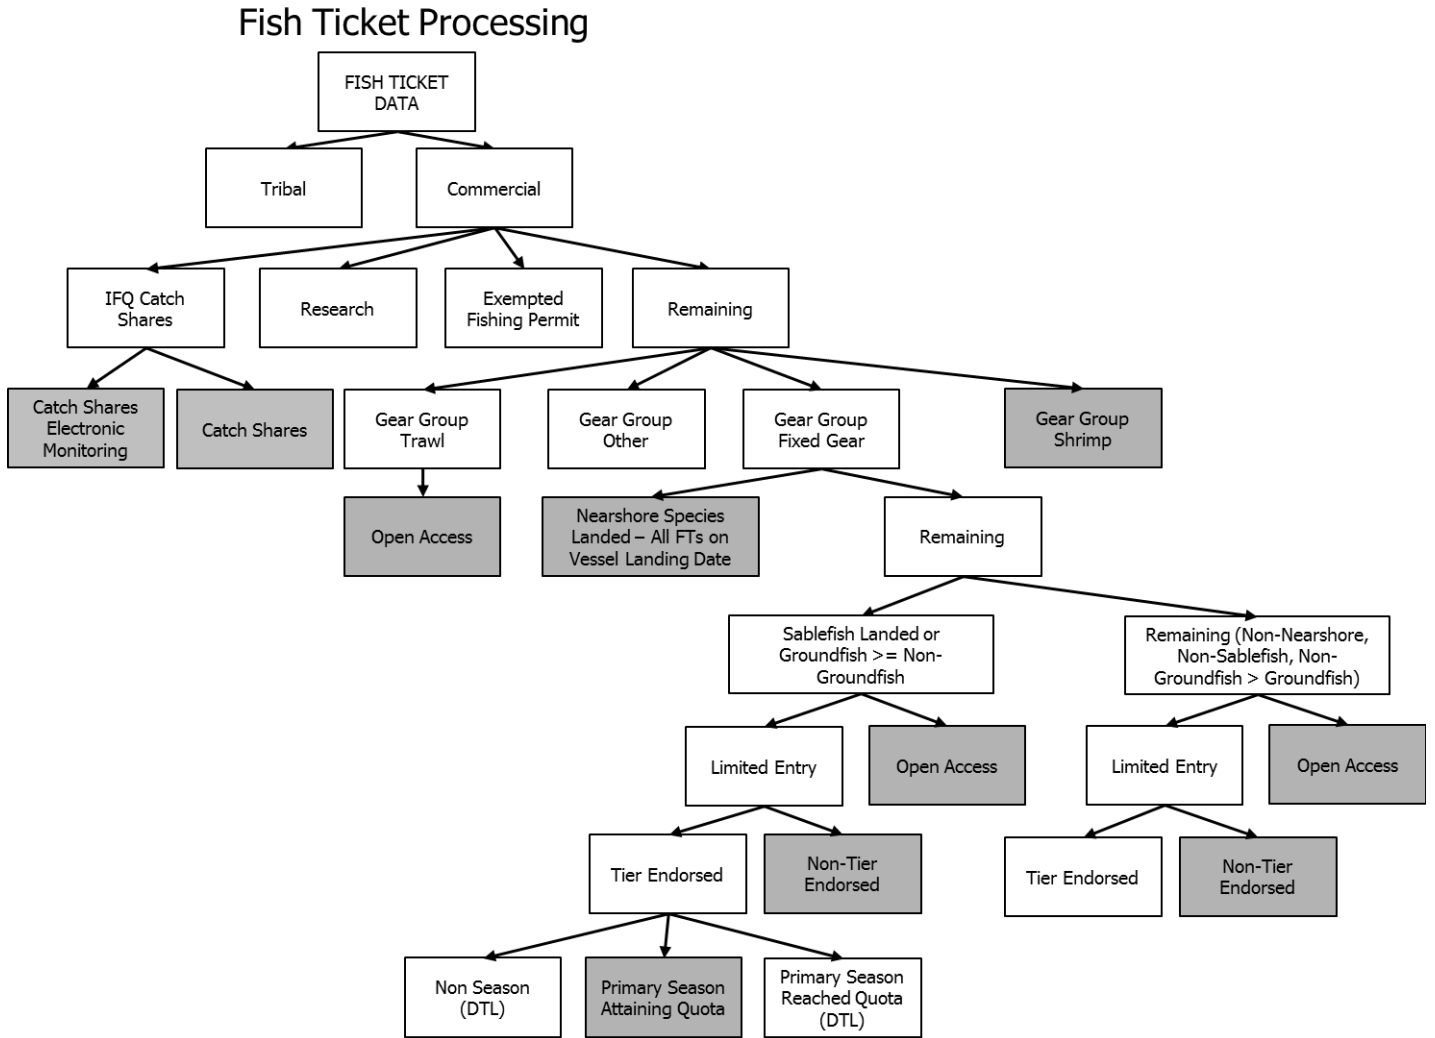 Fish Ticket Processing
FISH TICKET
DATA
Tribal
Commercial
IFQ Catch
Shares
Research
Exempted
Fishing Permit
Remaining
Catch Shares
Electronic
Monitoring
Catch Shares
Gear Group
Trawl
Gear Group
Other
Gear Group
Fixed Gear
Gear Group
Shrimp
Open Access
Nearshore Species
Landed – All FTs on
Vessel Landing Date
Remaining
Sablefish Landed or
Groundfish >= Non-
Groundfish
Remaining (Non-Nearshore,
Non-Sablefish, Non-
Groundfish > Groundfish)
Limited Entry
Open Access
Limited Entry
Open Access
Tier Endorsed
Non-Tier
Endorsed
Tier Endorsed
Non-Tier
Endorsed
Non Season
(DTL)
Primary Season
Attaining Quota
Primary Season
Reached Quota
(DTL)